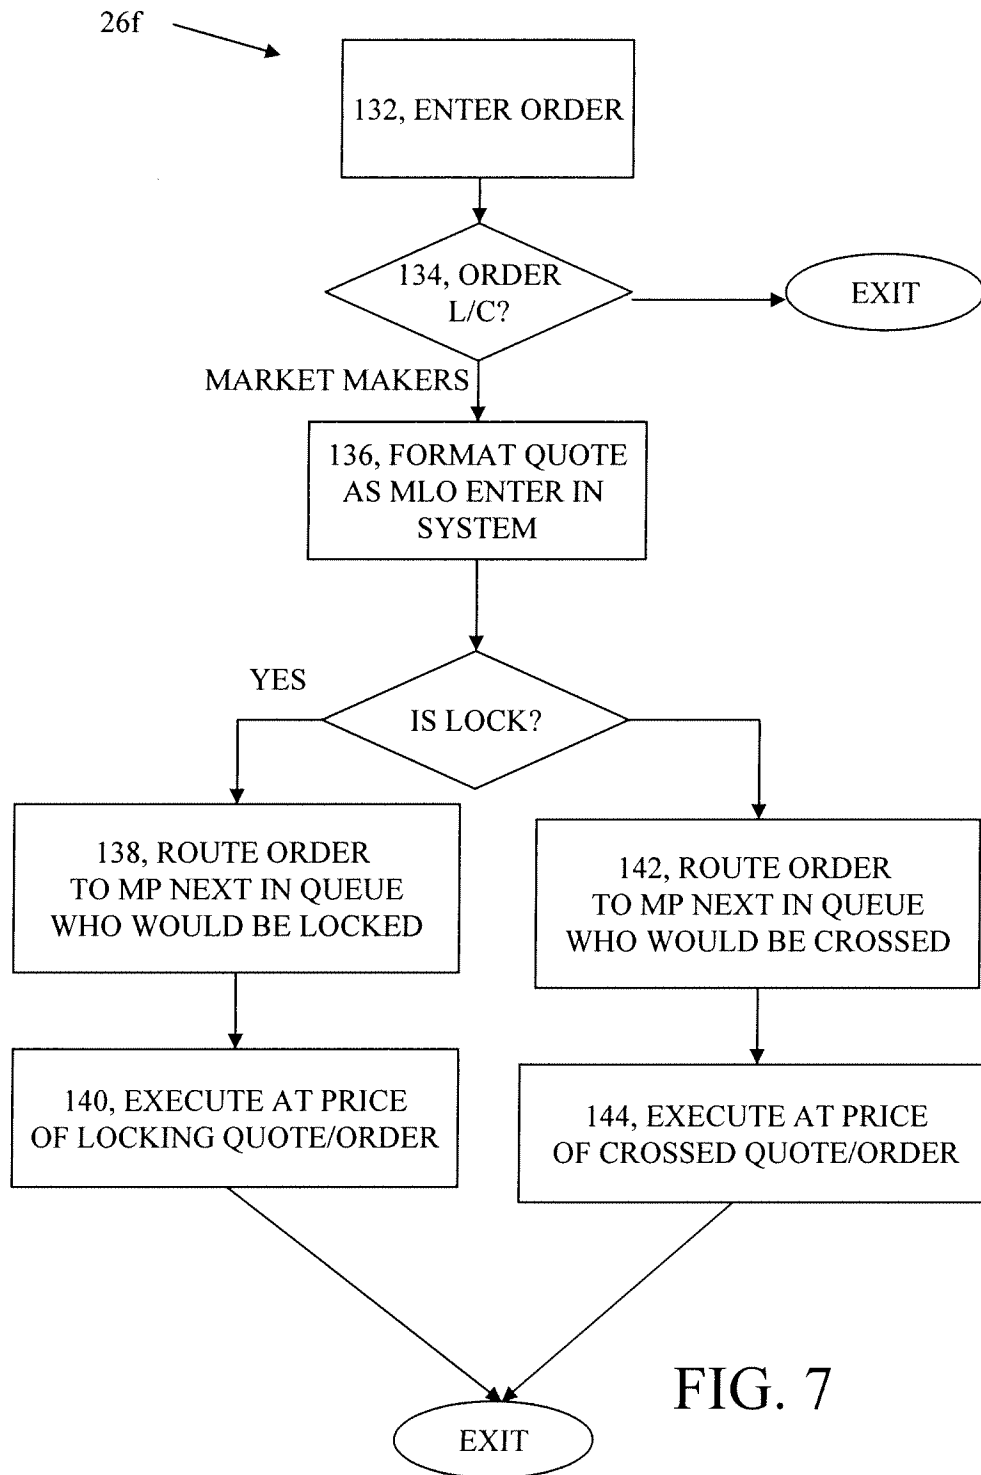 26f
132, ENTER ORDER
134, ORDER
L/C?
EXIT
MARKET MAKERS
136, FORMAT QUOTE
AS MLO ENTER IN
SYSTEM
YES
IS LOCK?
138, ROUTE ORDER
TO MP NEXT IN QUEUE
WHO WOULD BE LOCKED
142, ROUTE ORDER
TO MP NEXT IN QUEUE
WHO WOULD BE CROSSED
140, EXECUTE AT PRICE
OF LOCKING QUOTE/ORDER
144, EXECUTE AT PRICE
OF CROSSED QUOTE/ORDER
FIG. 7
EXIT